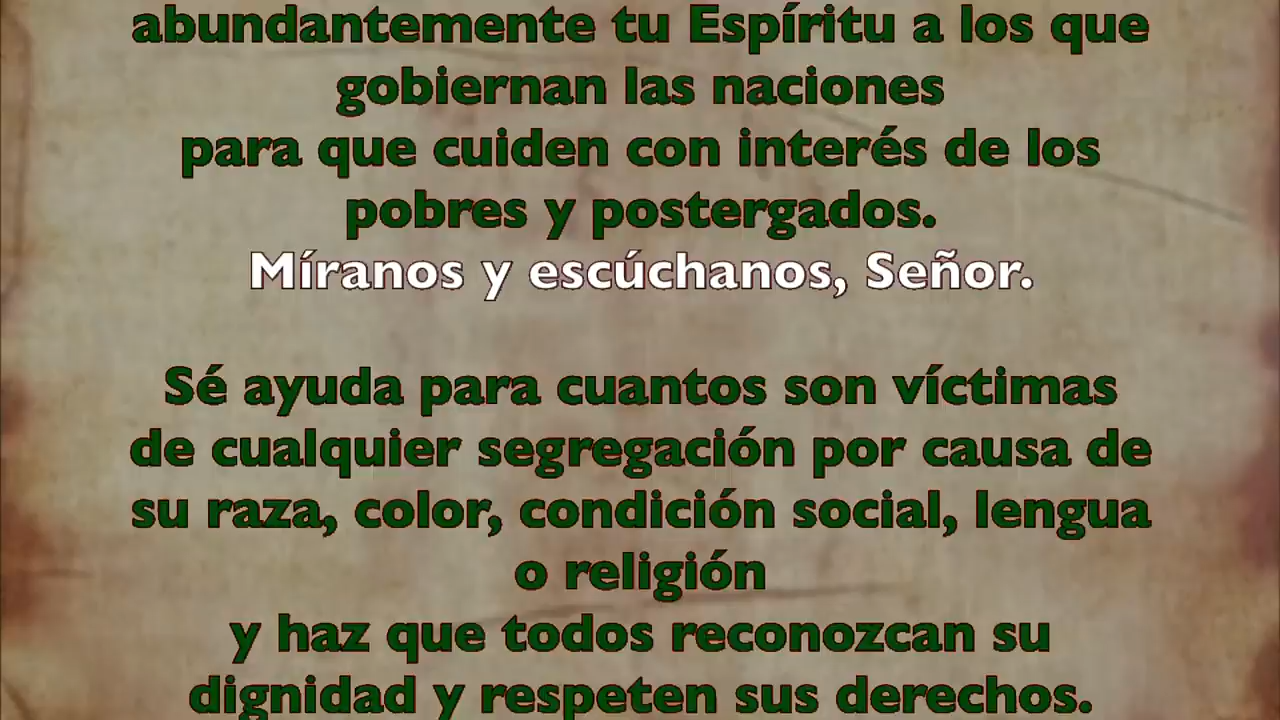 abundantemente tu Espíritu a los que
gobiernan las naciones
para que cuiden con interés de los
pobres y postergados.
Míranos y escúchanos, Señor.
Sé ayuda para cuantos son víctimas
de cualquier segregación por causa de
su raza, color, condición social, lengua
o religión
y haz que todos reconozcan su
dignidad y respeten sus derechos.